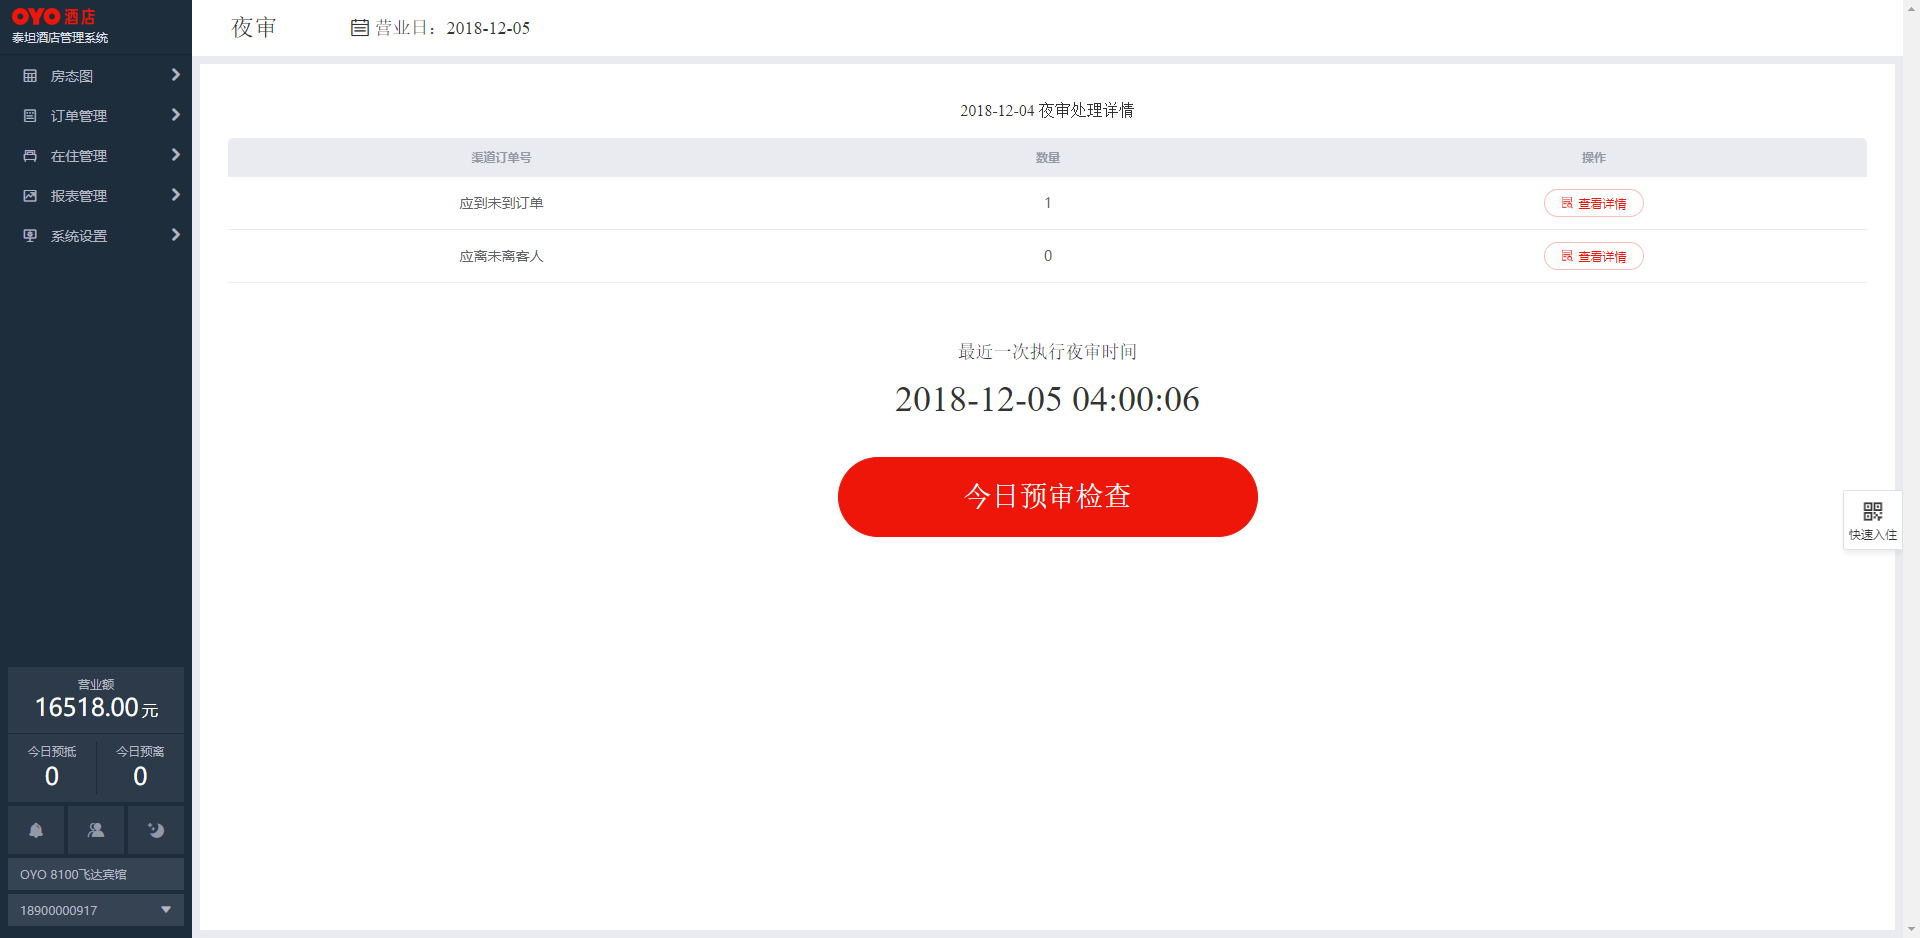 OYO 酒店
泰坦酒店管理系统
房态图
订单管理
在住管理
报表管理
系统设置
营业额
16518.00元
今日预抵 今日预离
0 0
OYO 8100飞达宾馆
18900000917
夜审 营业日：2018-12-05
2018-12-04 夜审处理详情
渠道订单号 数量 操作
应到未到订单 1 查看详情
应离未离客人 0 查看详情
最近一次执行夜审时间
2018-12-05 04:00:06
今日预审检查
快速入住